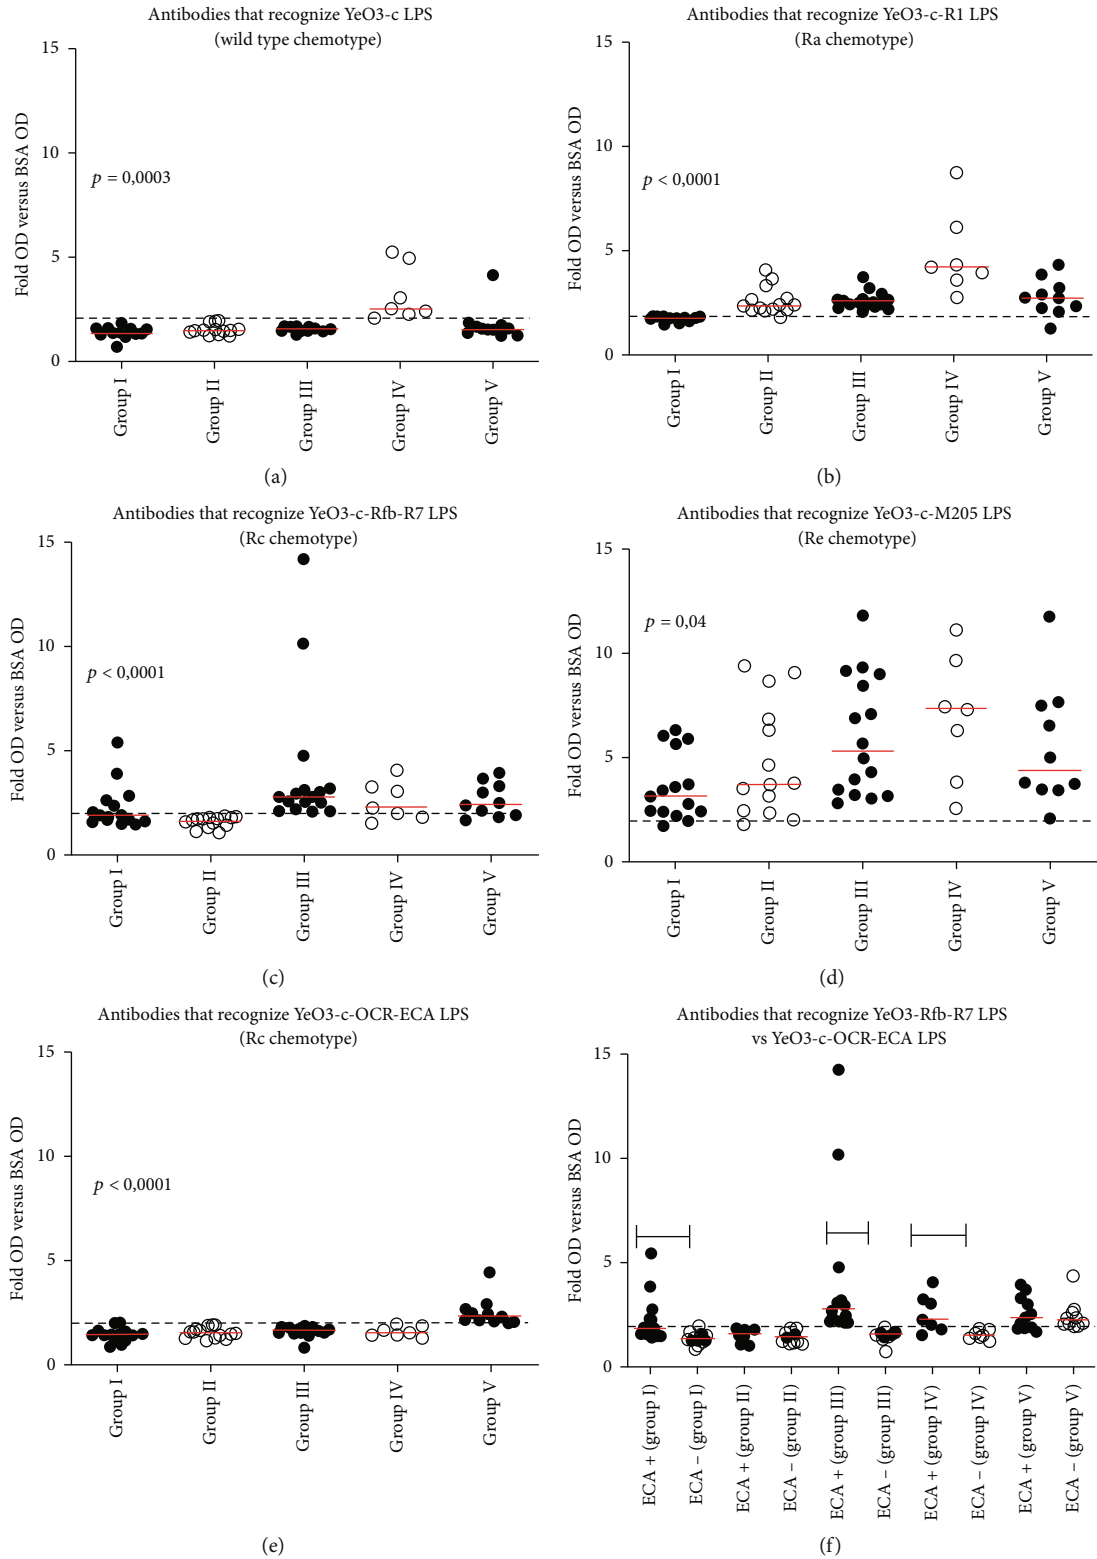 Antibodies that recognize YeO3-c LPS
(wild type chemotype)
15
10
5
0
Fold OD versus BSA OD
p = 0,0003
Group I
Group II
Group III
Group IV
Group V
(a)
Antibodies that recognize YeO3-c-R1 LPS
(Ra chemotype)
15
10
5
0
Fold OD versus BSA OD
p < 0,0001
Group I
Group II
Group III
Group IV
Group V
(b)
Antibodies that recognize YeO3-c-Rfb-R7 LPS
(Rc chemotype)
15
10
5
0
Fold OD versus BSA OD
p < 0,0001
Group I
Group II
Group III
Group IV
Group V
(c)
Antibodies that recognize YeO3-c-M205 LPS
(Re chemotype)
15
10
5
0
Fold OD versus BSA OD
p = 0,04
Group I
Group II
Group III
Group IV
Group V
(d)
Antibodies that recognize YeO3-c-OCR-ECA LPS
(Rc chemotype)
15
10
5
0
Fold OD versus BSA OD
p < 0,0001
Group I
Group II
Group III
Group IV
Group V
(e)
Antibodies that recognize YeO3-Rfb-R7 LPS
vs YeO3-c-OCR-ECA LPS
15
10
5
0
Fold OD versus BSA OD
ECA + (group I)
ECA − (group I)
ECA + (group II)
ECA − (group II)
ECA + (group III)
ECA − (group III)
ECA + (group IV)
ECA − (group IV)
ECA + (group V)
ECA − (group V)
(f)